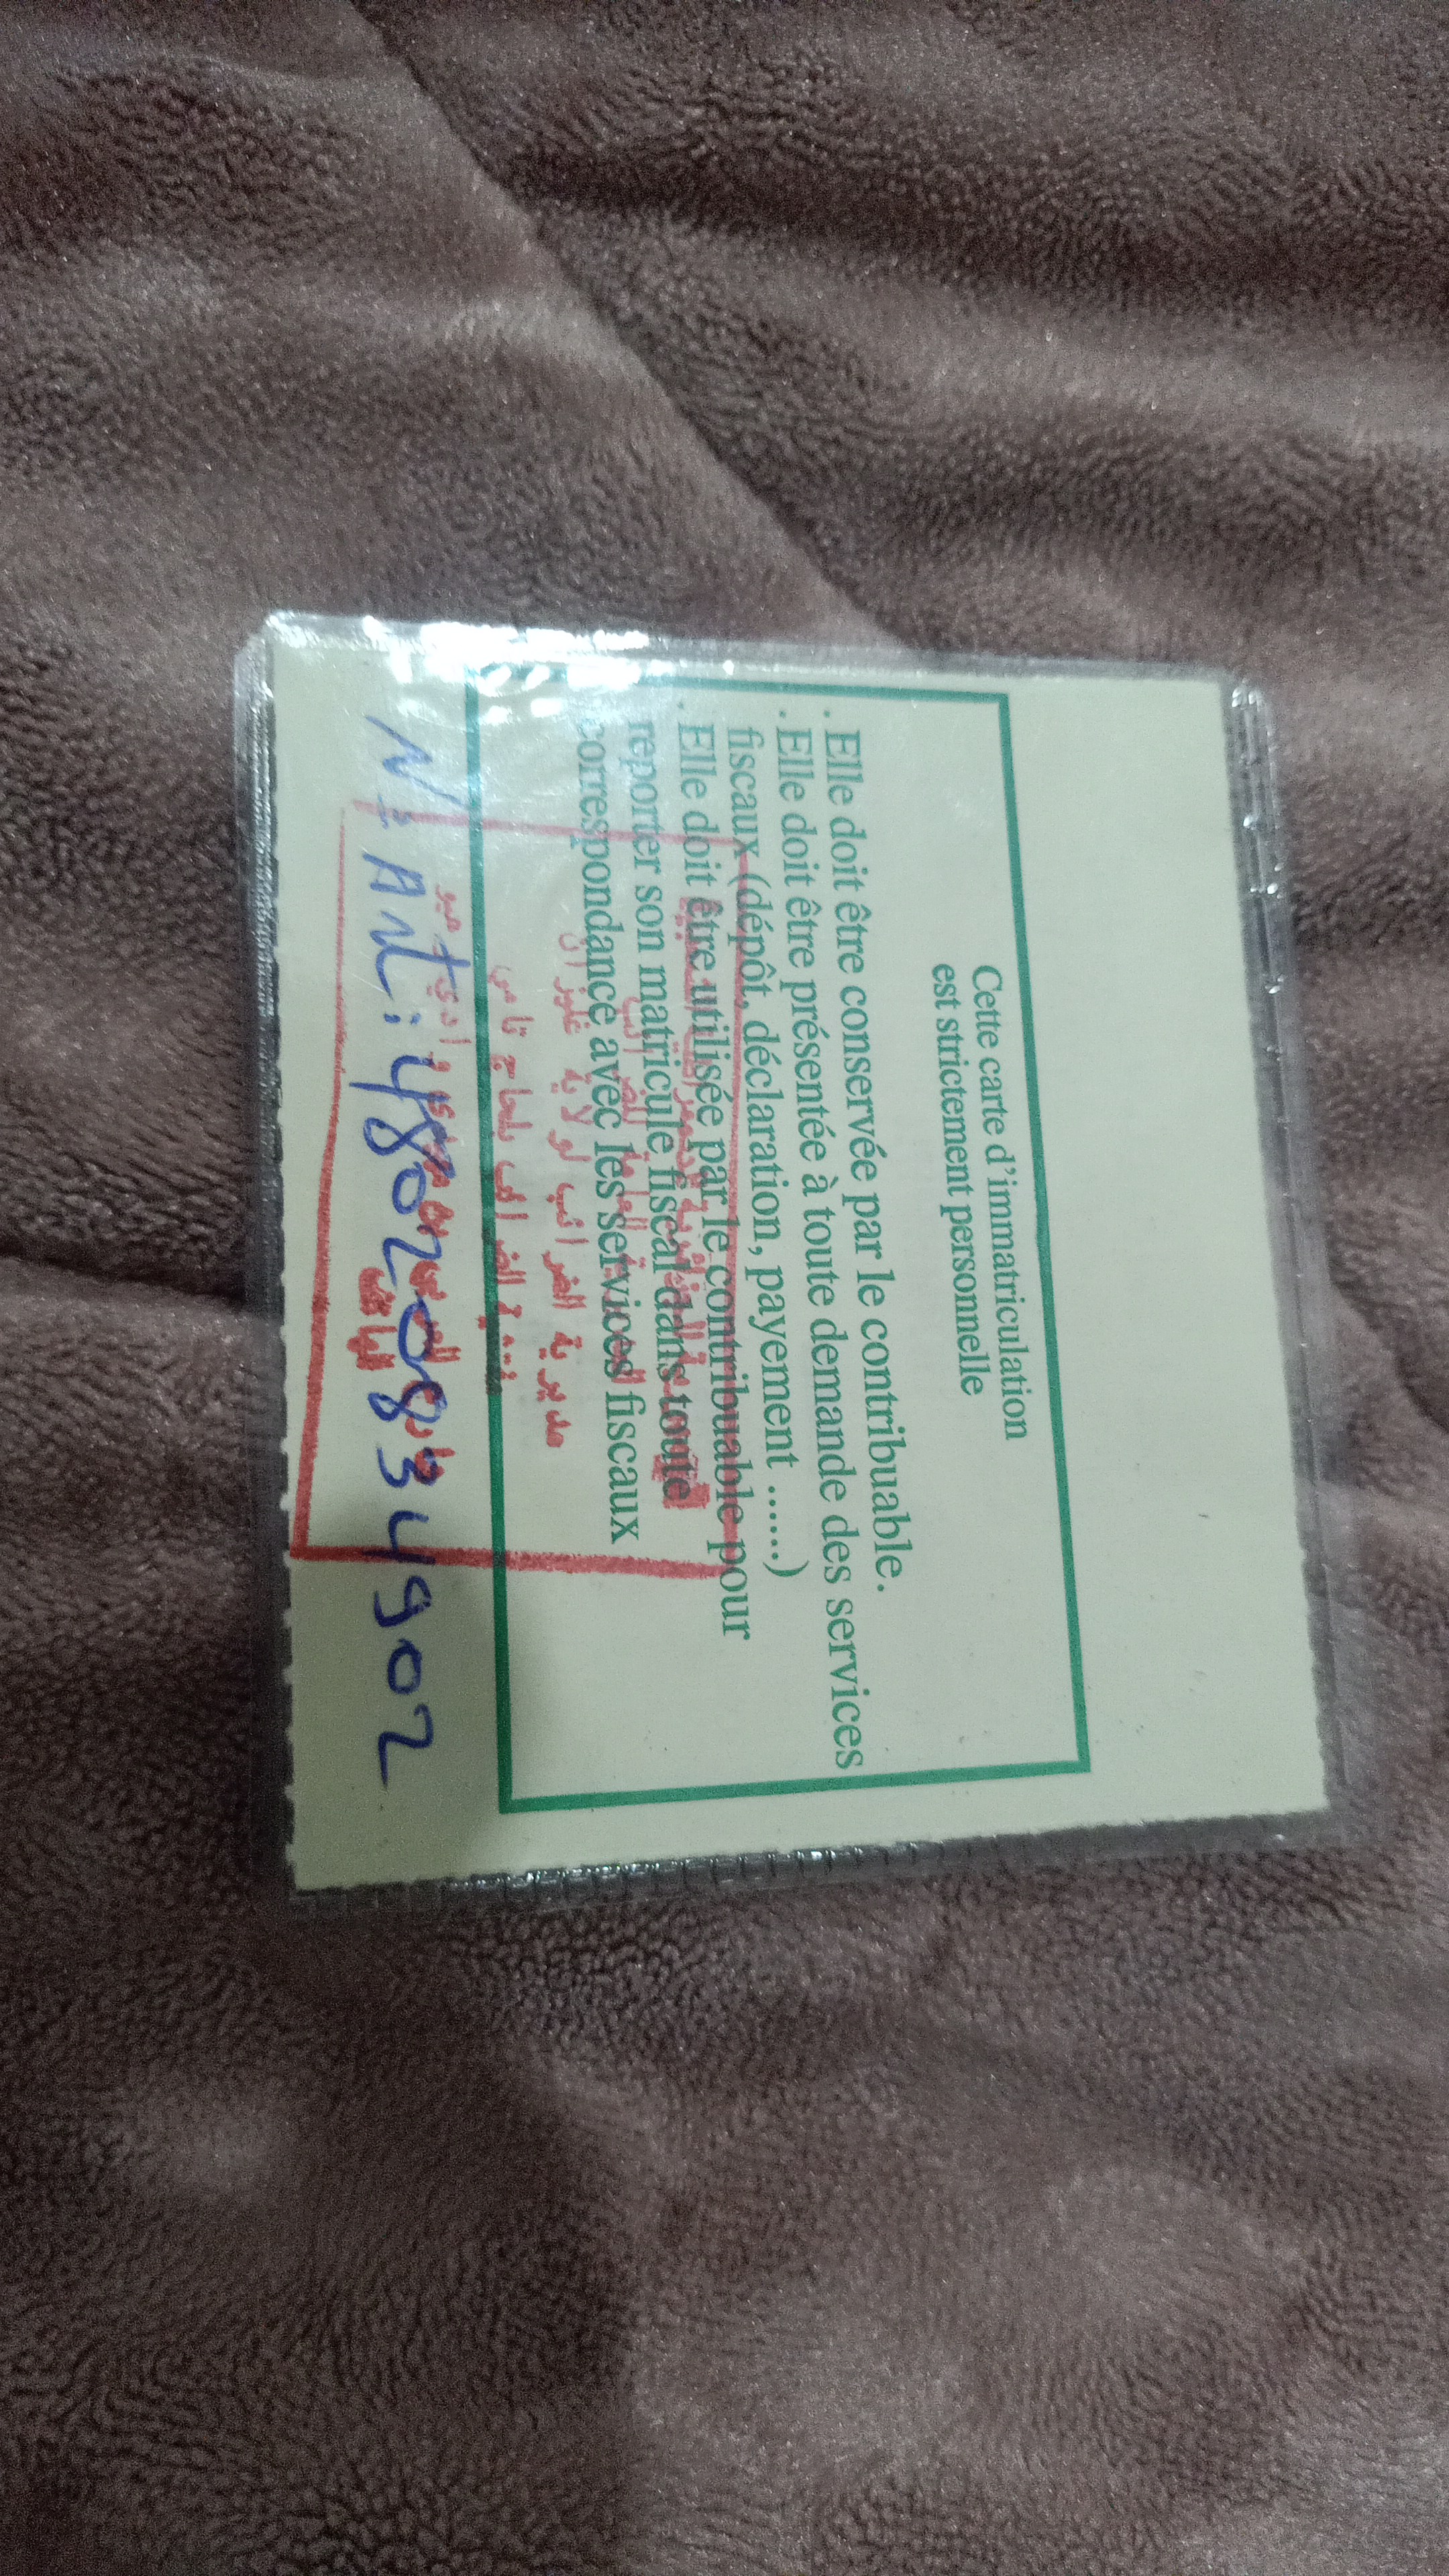 Cette carte d'immatriculation
est strictement personnelle
. Elle doit être conservée par le contribuable.
. Elle doit être présentée à toute demande des services
fiscaux (dépôt, déclaration, payement ......)
. Elle doit être utilisée par le contribuable pour
reporter son matricule fiscal dans toute
correspondance avec les services fiscaux
مديرية الضرائب لولاية غليزان
N= Art: 48020834902